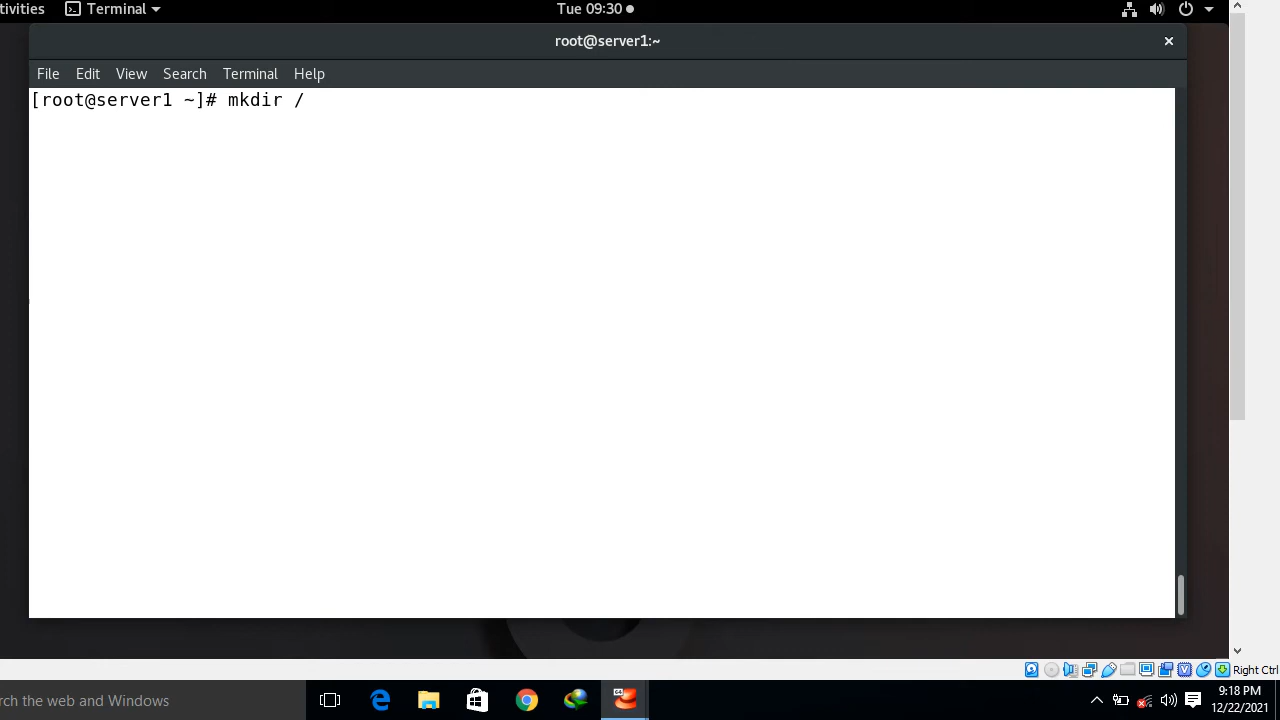 tivities Terminal Tue 09:30
root@server1:~
File Edit View Search Terminal Help
[root@server1 ~]# mkdir /
Right Ctrl
rch the web and Windows
64
9:18 PM
12/22/2021